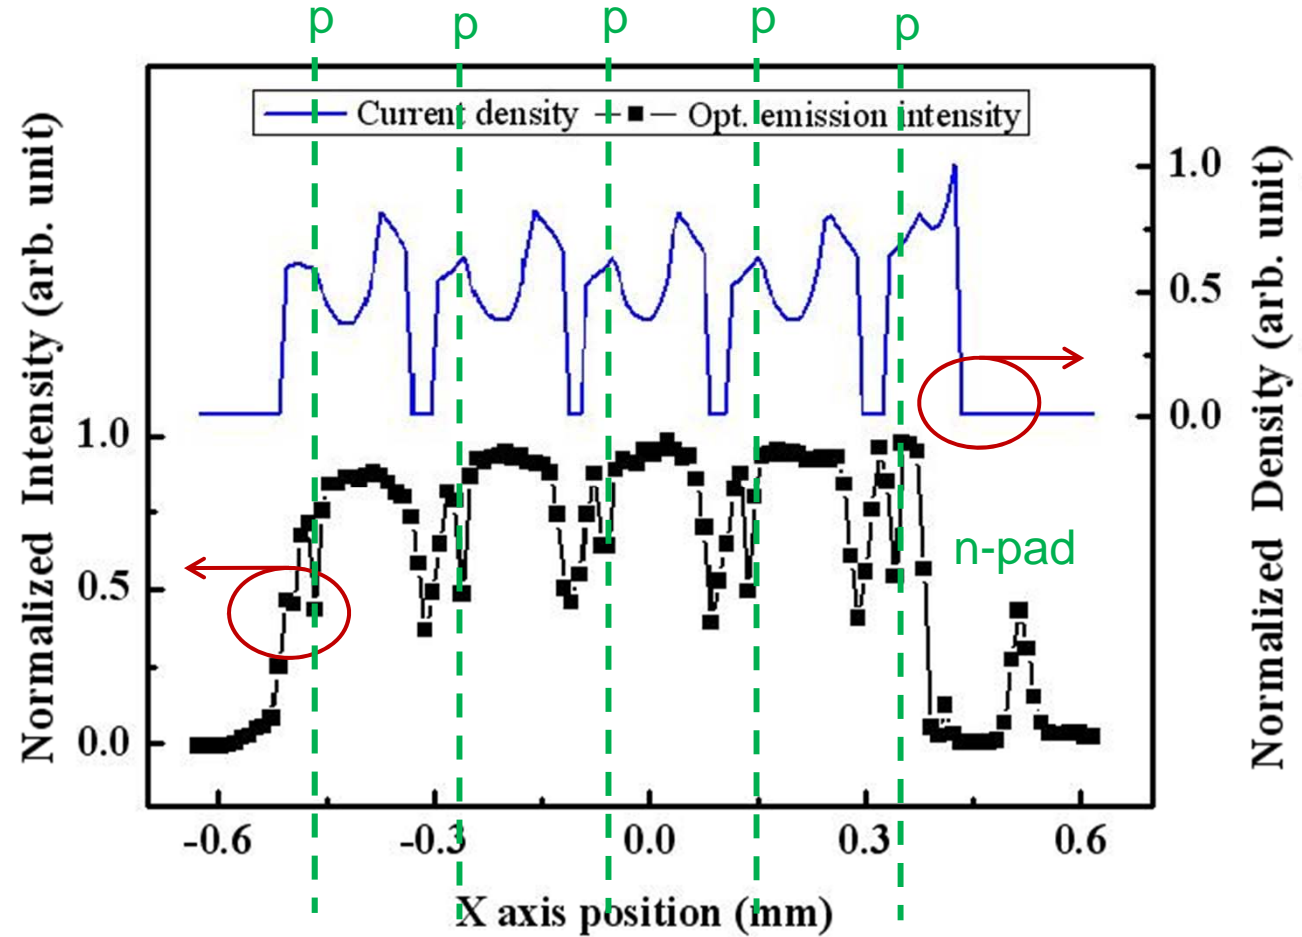 p p p p p
Current density Opt. emission intensity
Normalized Intensity (arb. unit)
1.0
0.5
0.0
1.0
0.5
0.0
Normalized Density (arb. unit)
n-pad
-0.6 -0.3 0.0 0.3 0.6
X axis position (mm)